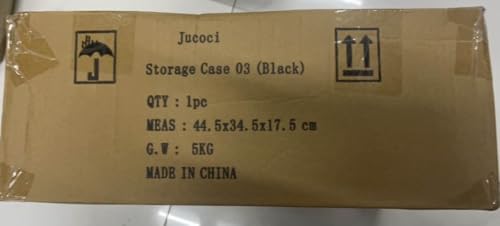 Jucoci
Storage Case 03 (Black)
QTY : 1pc
MEAS : 44.5x34.5x17.5 cm
G.W : 5KG
MADE IN CHINA